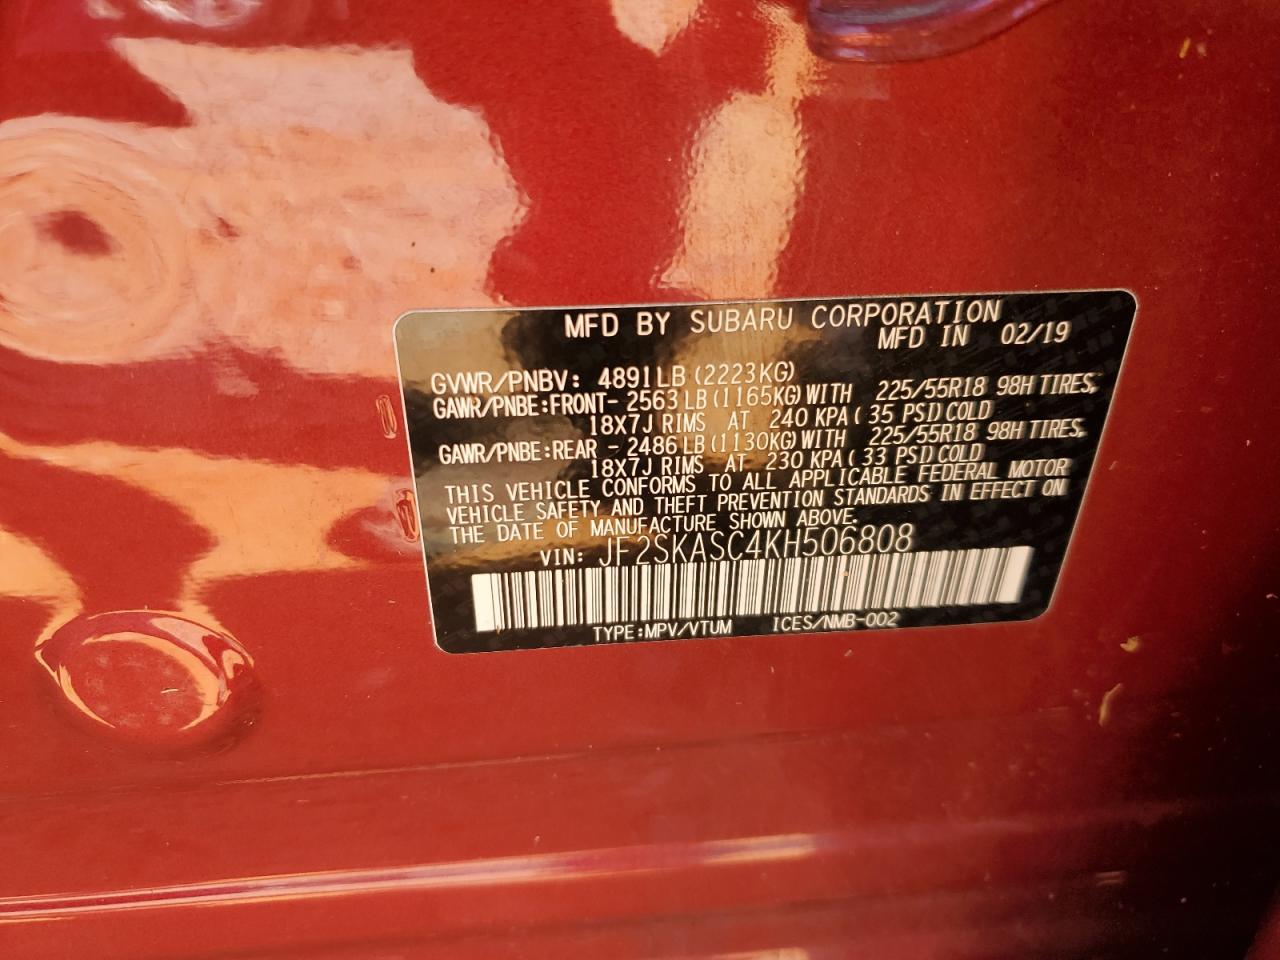 MFD BY SUBARU CORPORATION
MFD IN 02/19
GVWR/PNBV: 4891LB(2223KG)
GAWR/PNBE:FRONT- 2563LB(1165KG)WITH 225/55R18 98H TIRES,
18X7J RIMS AT 240 KPA( 35 PSI)COLD
GAWR/PNBE:REAR - 2486LB(1130KG)WITH 225/55R18 98H TIRES,
18X7J RIMS AT 230 KPA( 33 PSI)COLD
THIS VEHICLE CONFORMS TO ALL APPLICABLE FEDERAL MOTOR
VEHICLE SAFETY AND THEFT PREVENTION STANDARDS IN EFFECT ON
THE DATE OF MANUFACTURE SHOWN ABOVE.
VIN: JF2SKASC4KH506808
TYPE:MPV/VTUM ICES/NMB-002